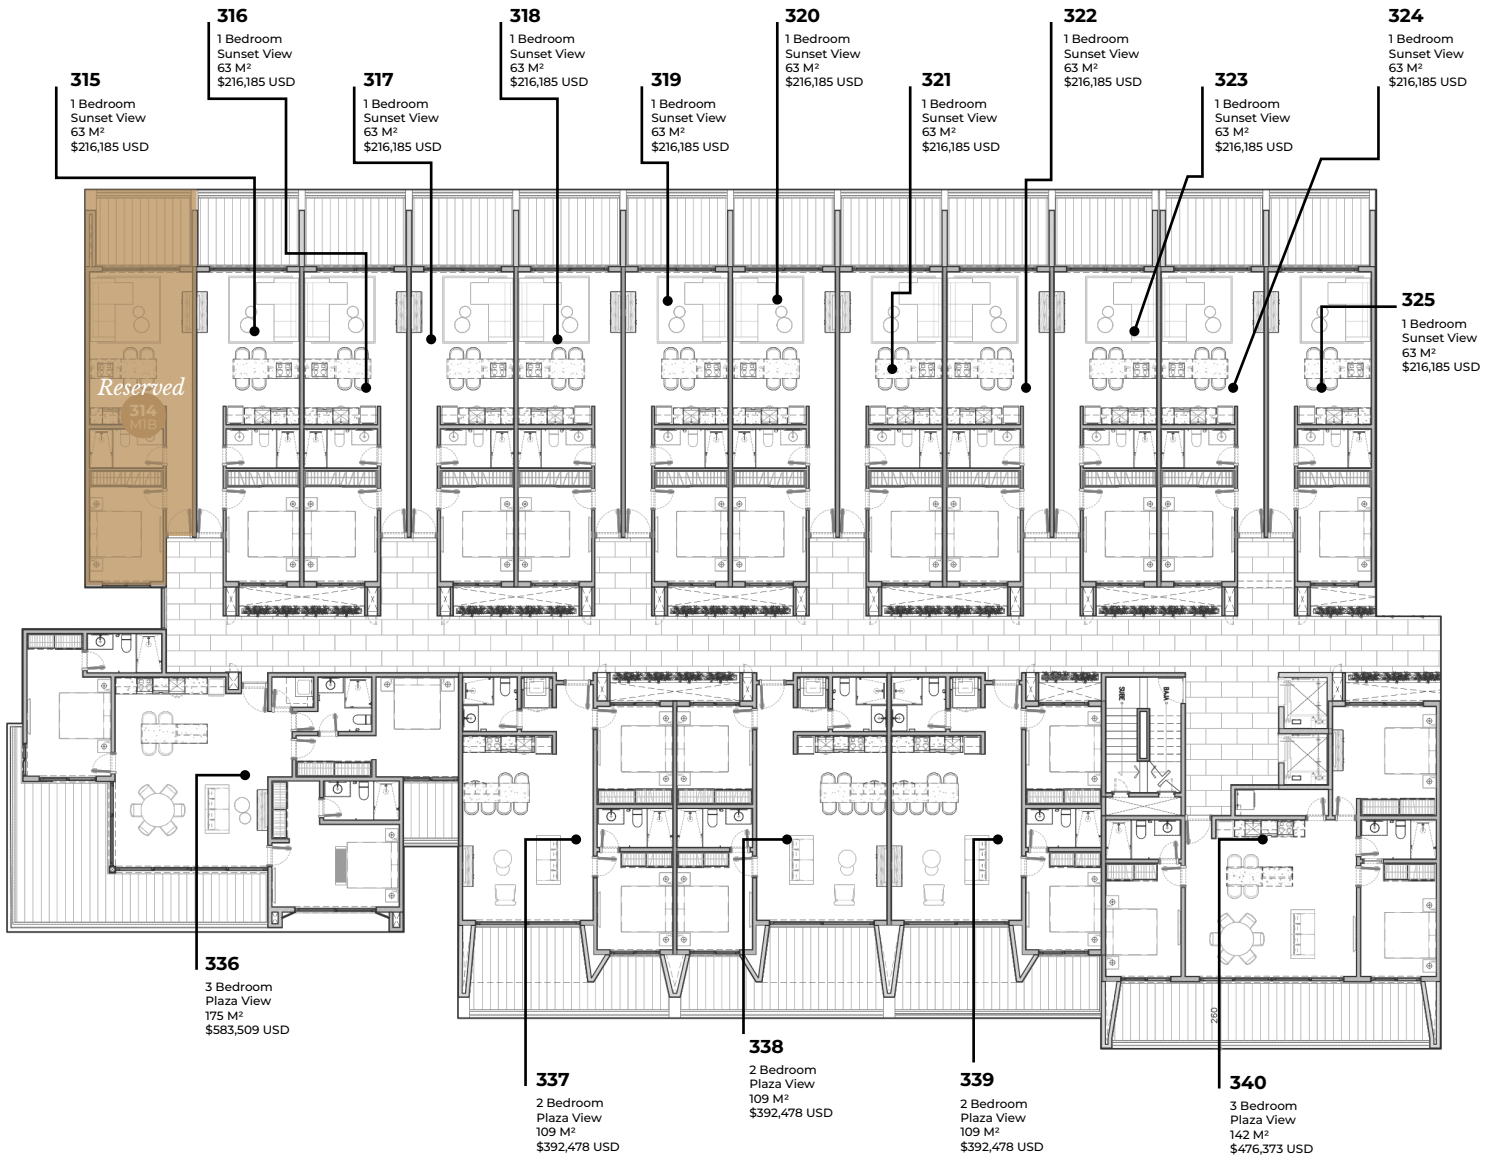 316
1 Bedroom
Sunset View
63 M²
$216,185 USD
318
1 Bedroom
Sunset View
63 M²
$216,185 USD
320
1 Bedroom
Sunset View
63 M²
$216,185 USD
322
1 Bedroom
Sunset View
63 M²
$216,185 USD
324
1 Bedroom
Sunset View
63 M²
$216,185 USD
315
1 Bedroom
Sunset View
63 M²
$216,185 USD
317
1 Bedroom
Sunset View
63 M²
$216,185 USD
319
1 Bedroom
Sunset View
63 M²
$216,185 USD
321
1 Bedroom
Sunset View
63 M²
$216,185 USD
323
1 Bedroom
Sunset View
63 M²
$216,185 USD
325
1 Bedroom
Sunset View
63 M²
$216,185 USD
Reserved
314
M1B
SUBE
BAJA
260
336
3 Bedroom
Plaza View
175 M²
$583,509 USD
337
2 Bedroom
Plaza View
109 M²
$392,478 USD
338
2 Bedroom
Plaza View
109 M²
$392,478 USD
339
2 Bedroom
Plaza View
109 M²
$392,478 USD
340
3 Bedroom
Plaza View
142 M²
$476,373 USD